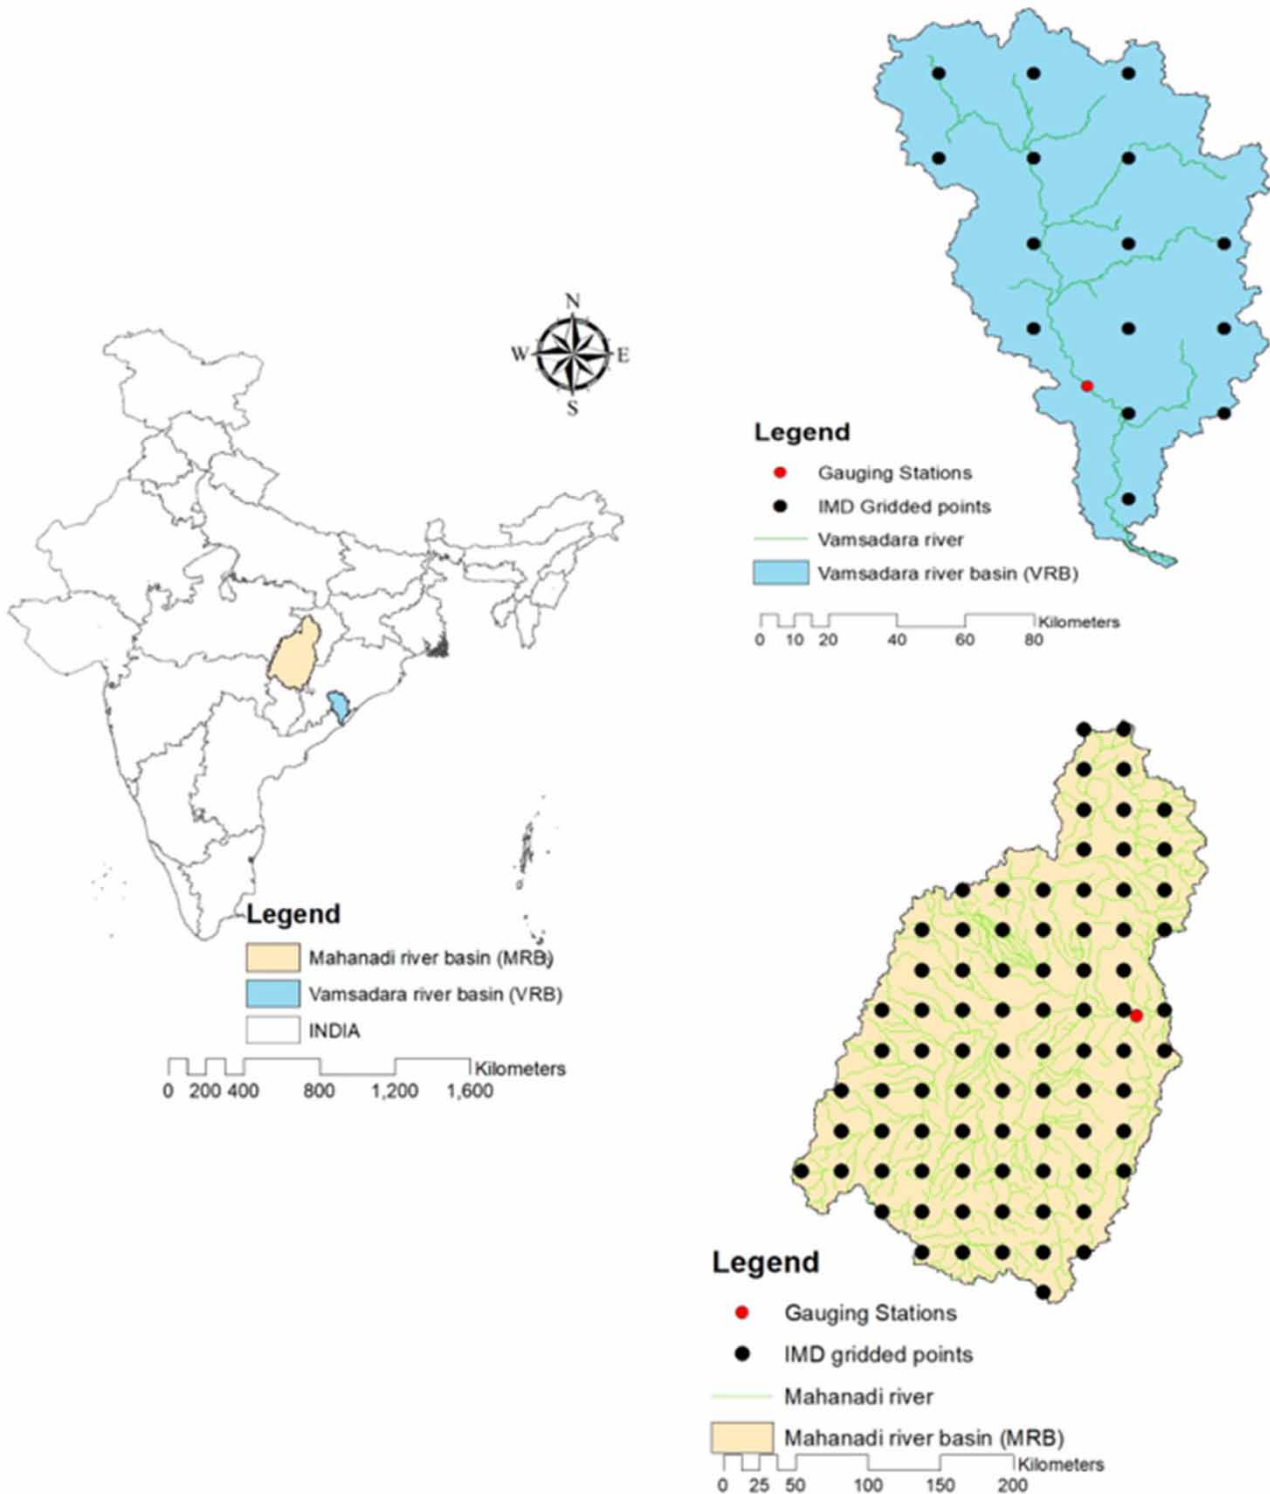 N
W E
S
Legend
Gauging Stations
IMD Gridded points
Vamsadara river
Vamsadara river basin (VRB)
Kilometers
0 10 20 40 60 80
Legend
Mahanadi river basin (MRB)
Vamsadara river basin (VRB)
INDIA
Kilometers
0 200 400 800 1,200 1,600
Legend
Gauging Stations
IMD gridded points
Mahanadi river
Mahanadi river basin (MRB)
Kilometers
0 25 50 100 150 200